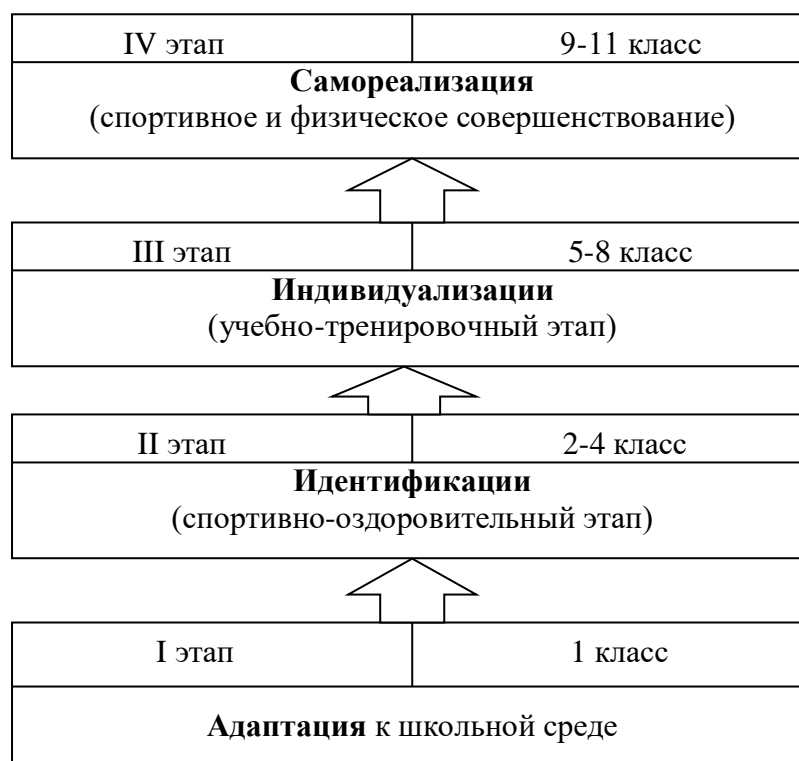 IV этап 9-11 класс
Самореализация
(спортивное и физическое совершенствование)
III этап 5-8 класс
Индивидуализации
(учебно-тренировочный этап)
II этап 2-4 класс
Идентификации
(спортивно-оздоровительный этап)
I этап 1 класс
Адаптация к школьной среде